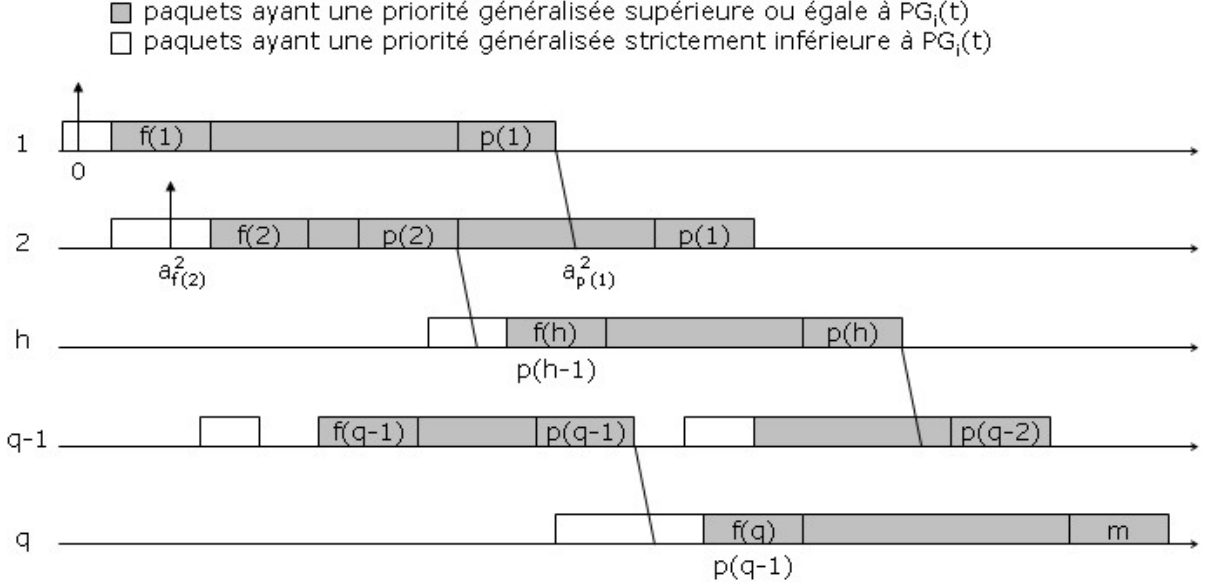 paquets ayant une priorité généralisée supérieure ou égale à PGᵢ(t)
paquets ayant une priorité généralisée strictement inférieure à PGᵢ(t)
1 f(1) p(1)
0
2 f(2) p(2) p(1)
a²f(2) a²p(1)
h f(h) p(h)
p(h-1)
q-1 f(q-1) p(q-1) p(q-2)
q f(q) m
p(q-1)